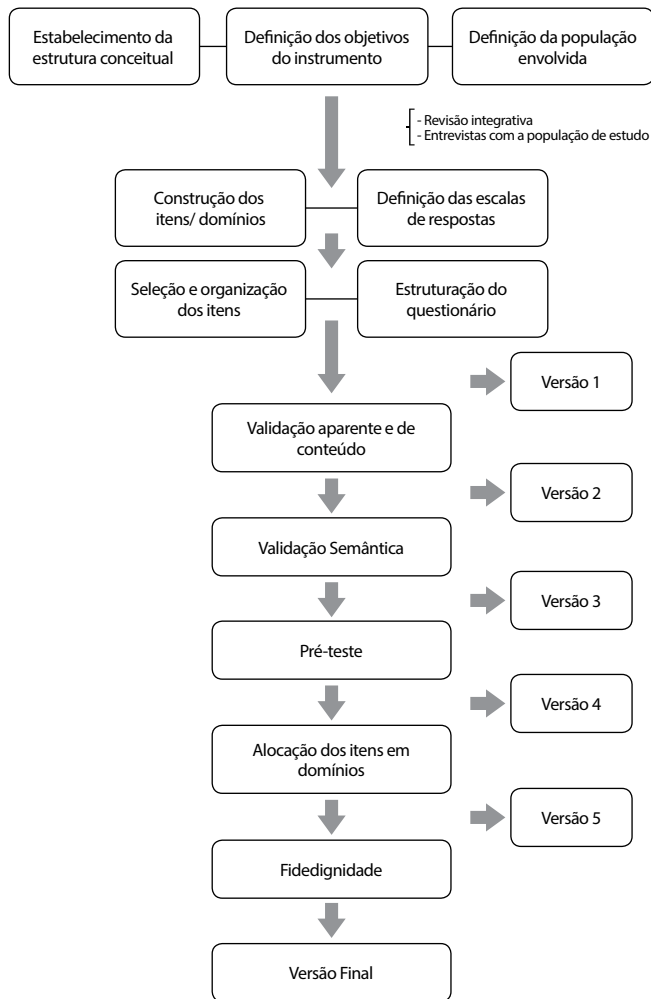 Estabelecimento da
estrutura conceitual
Definição dos objetivos
do instrumento
Definição da população
envolvida
- Revisão integrativa
- Entrevistas com a população de estudo
Construção dos
itens/ domínios
Definição das escalas
de respostas
Seleção e organização
dos itens
Estruturação do
questionário
Versão 1
Validação aparente e de
conteúdo
Versão 2
Validação Semântica
Versão 3
Pré-teste
Versão 4
Alocação dos itens em
domínios
Versão 5
Fidedignidade
Versão Final